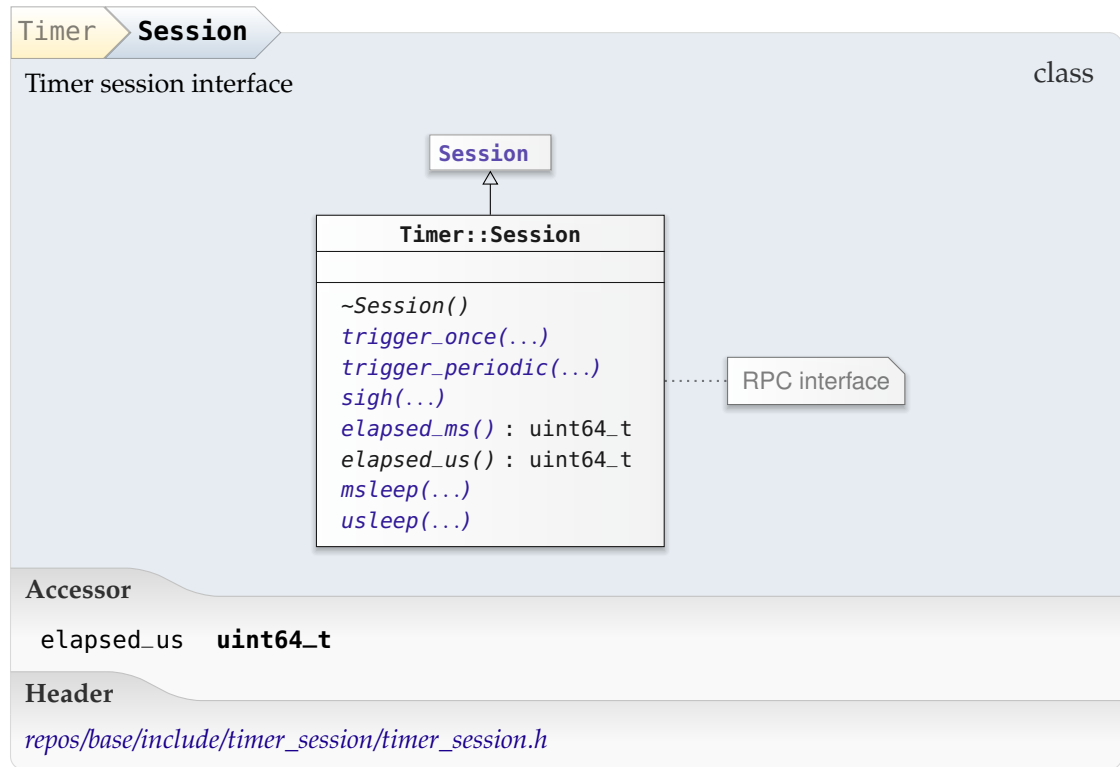 Timer Session
class
Timer session interface
Session
Timer::Session
~Session()
trigger_once(...)
trigger_periodic(...)
sigh(...)
elapsed_ms() : uint64_t
elapsed_us() : uint64_t
msleep(...)
usleep(...)
RPC interface
Accessor
elapsed_us uint64_t
Header
repos/base/include/timer_session/timer_session.h